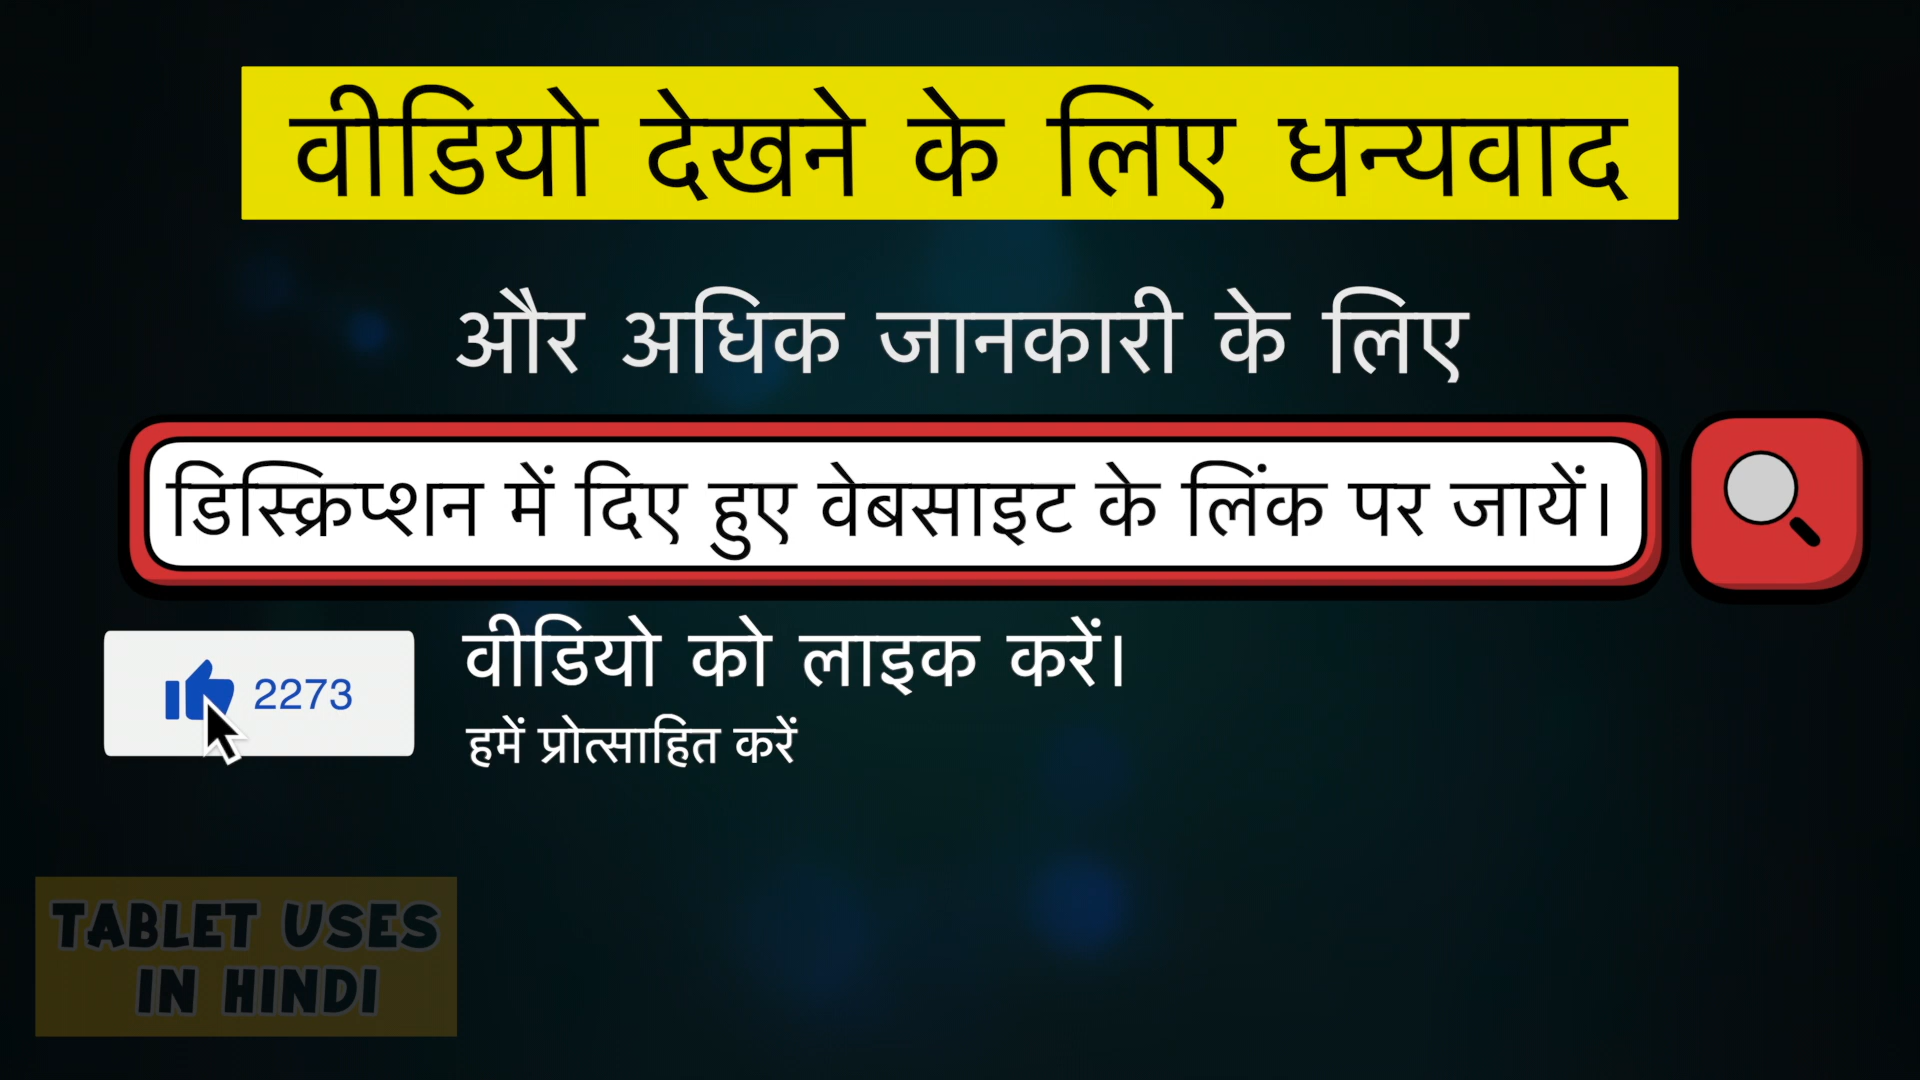 वीडियो देखने के लिए धन्यवाद
और अधिक जानकारी के लिए
डिस्क्रिप्शन में दिए हुए वेबसाइट के लिंक पर जायें।
2273
वीडियो को लाइक करें।
हमें प्रोत्साहित करें
TABLET USES
IN HINDI